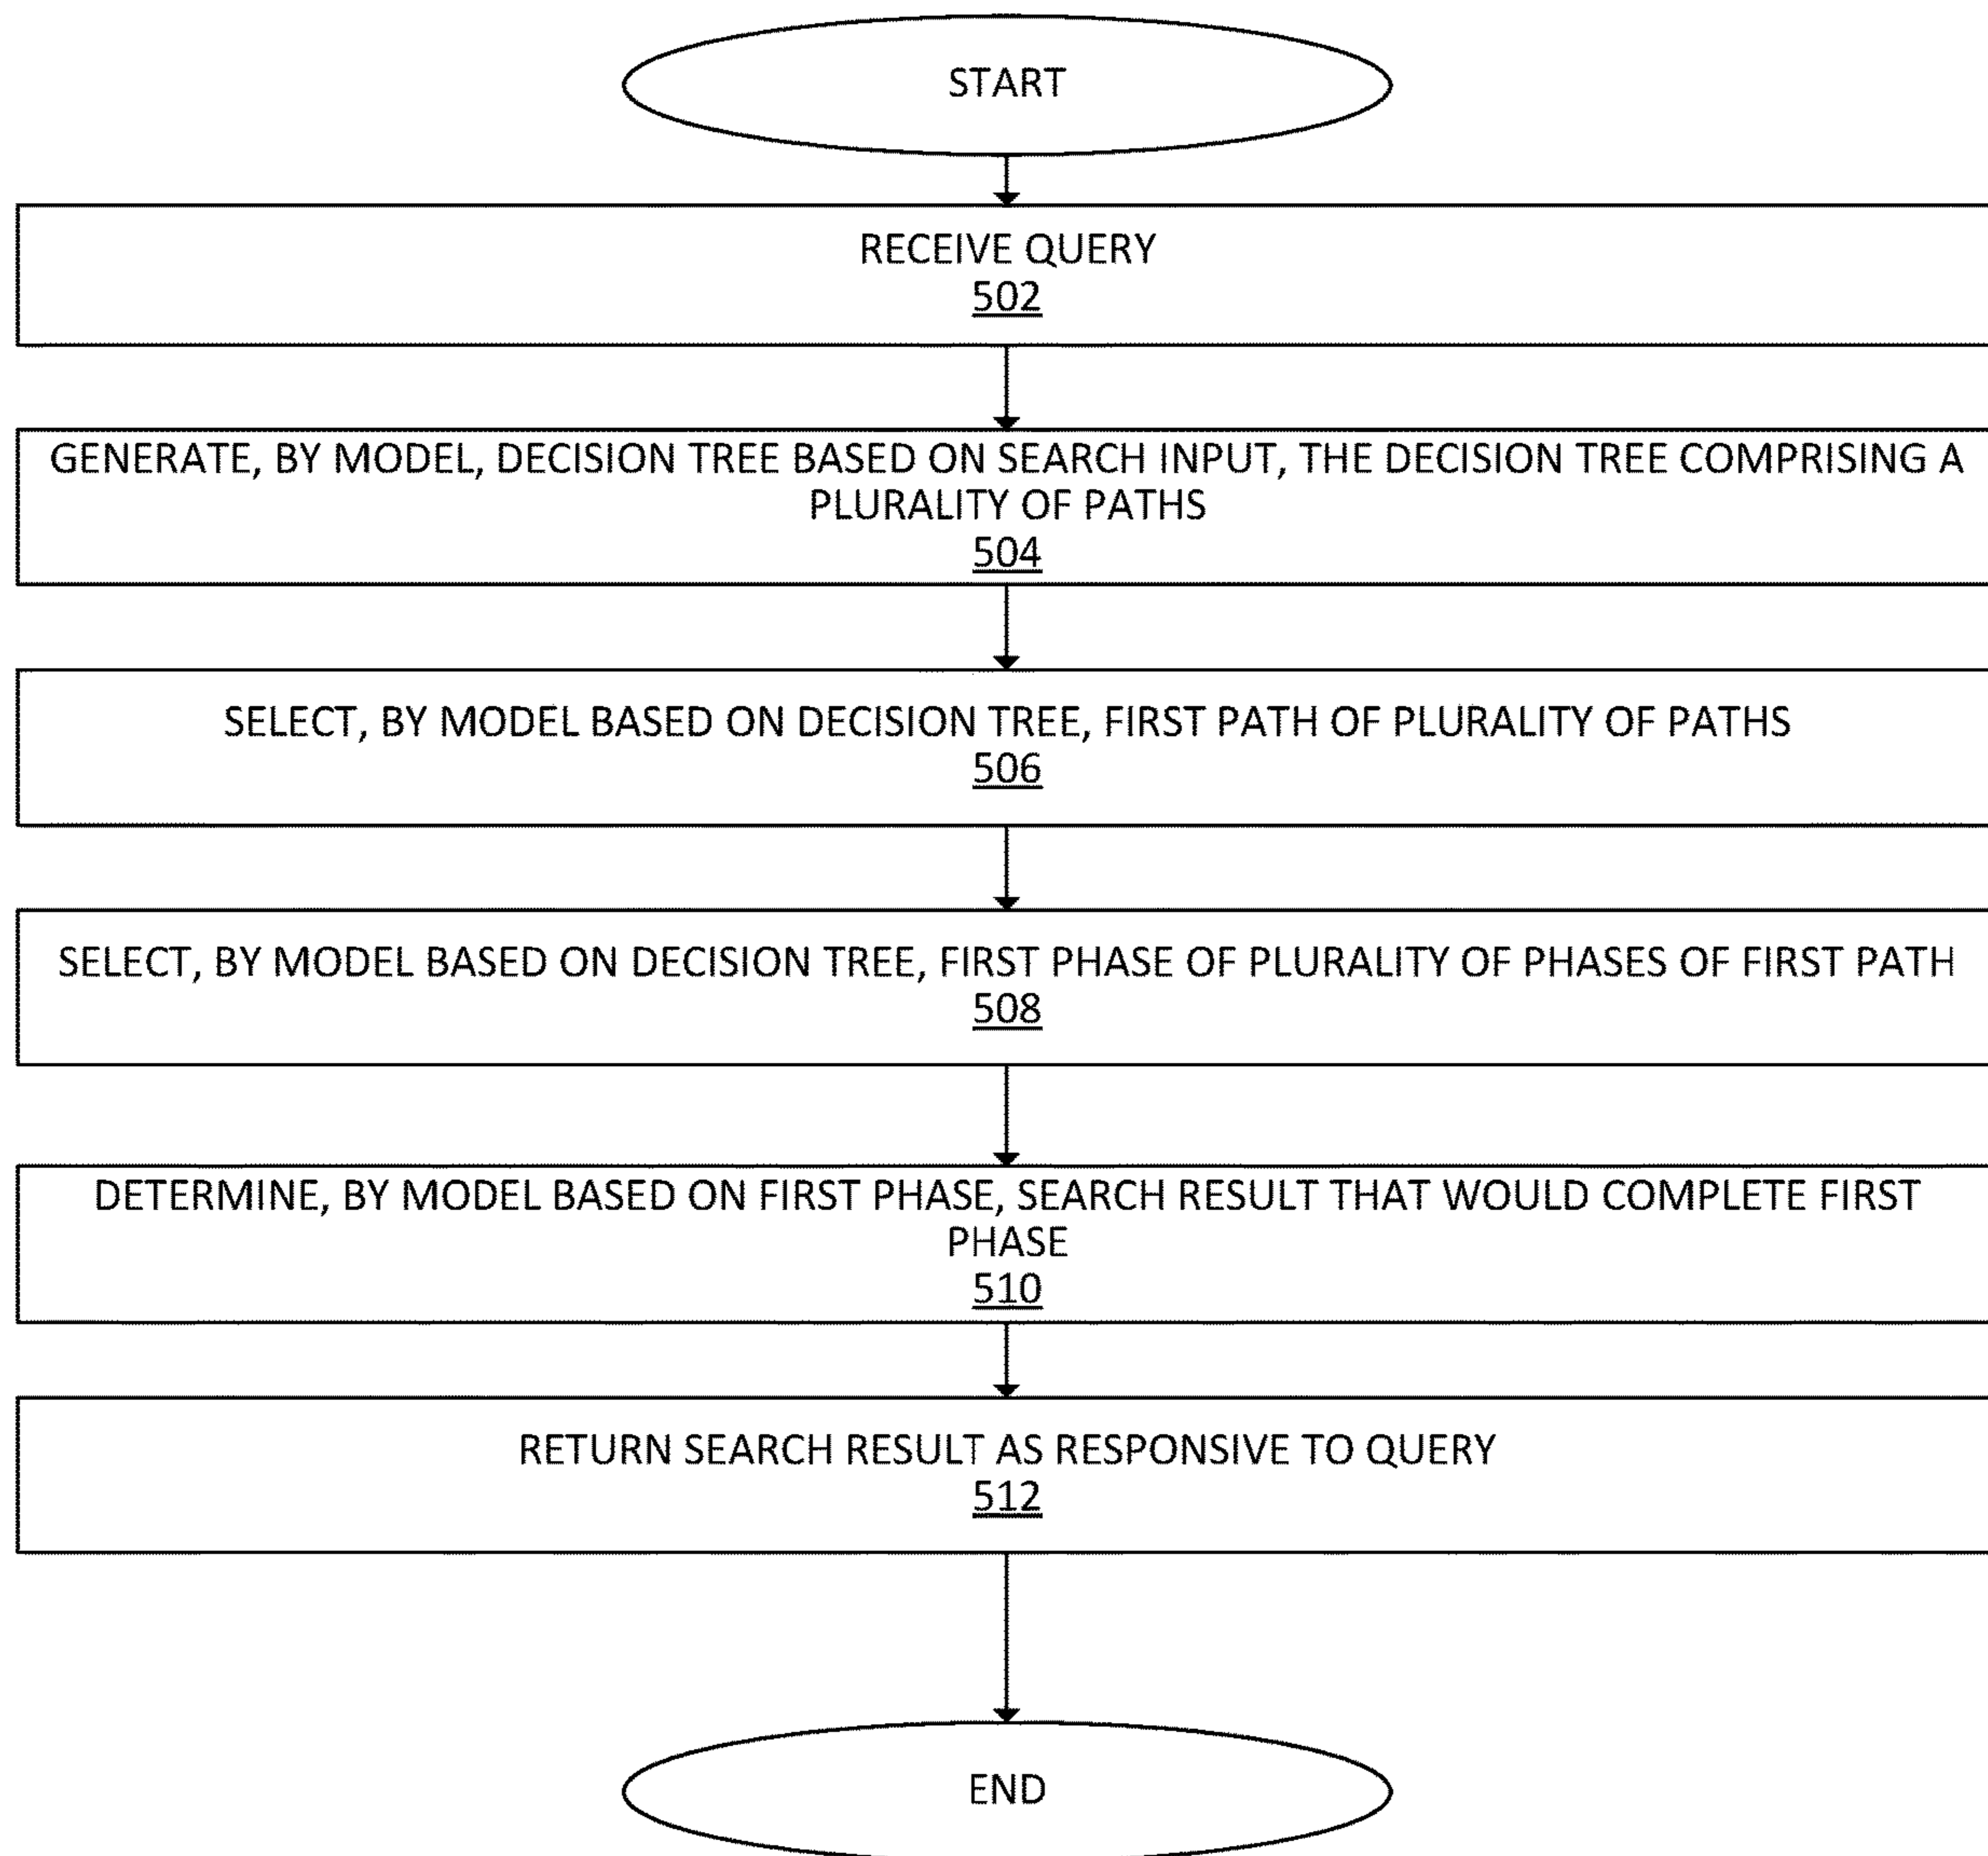 START
RECEIVE QUERY
502
GENERATE, BY MODEL, DECISION TREE BASED ON SEARCH INPUT, THE DECISION TREE COMPRISING A
PLURALITY OF PATHS
504
SELECT, BY MODEL BASED ON DECISION TREE, FIRST PATH OF PLURALITY OF PATHS
506
SELECT, BY MODEL BASED ON DECISION TREE, FIRST PHASE OF PLURALITY OF PHASES OF FIRST PATH
508
DETERMINE, BY MODEL BASED ON FIRST PHASE, SEARCH RESULT THAT WOULD COMPLETE FIRST
PHASE
510
RETURN SEARCH RESULT AS RESPONSIVE TO QUERY
512
END